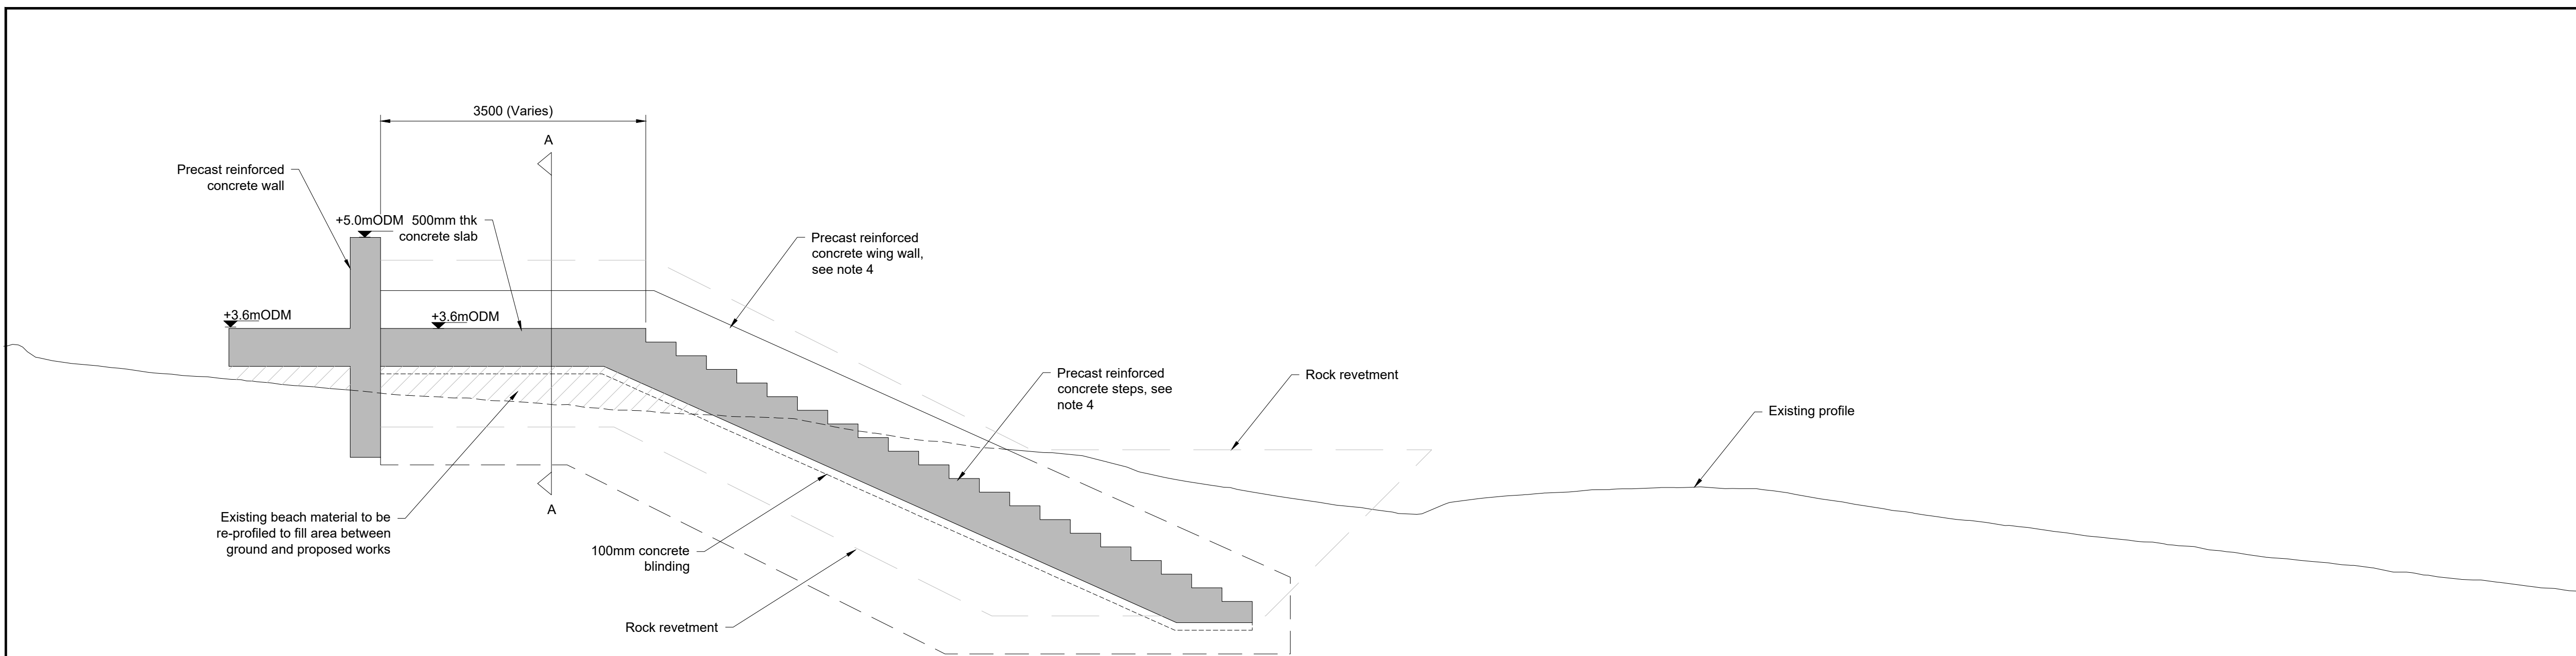 3500 (Varies)
A
Precast reinforced
concrete wall
+5.0mODM
500mm thk
concrete slab
Precast reinforced
concrete wing wall,
see note 4
+3.6mODM
+3.6mODM
Precast reinforced
concrete steps, see
note 4
Rock revetment
Existing profile
A
Existing beach material to be
re-profiled to fill area between
ground and proposed works
100mm concrete
blinding
Rock revetment